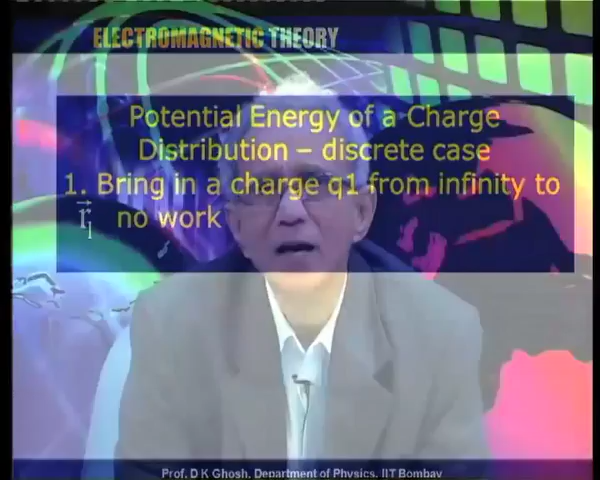 ELECTROMAGNETIC THEORY
Potential Energy of a Charge
Distribution – discrete case
1. Bring in a charge q1 from infinity to
r⃗₁ no work
Prof. D K Ghosh, Department of Physics, IIT Bombay